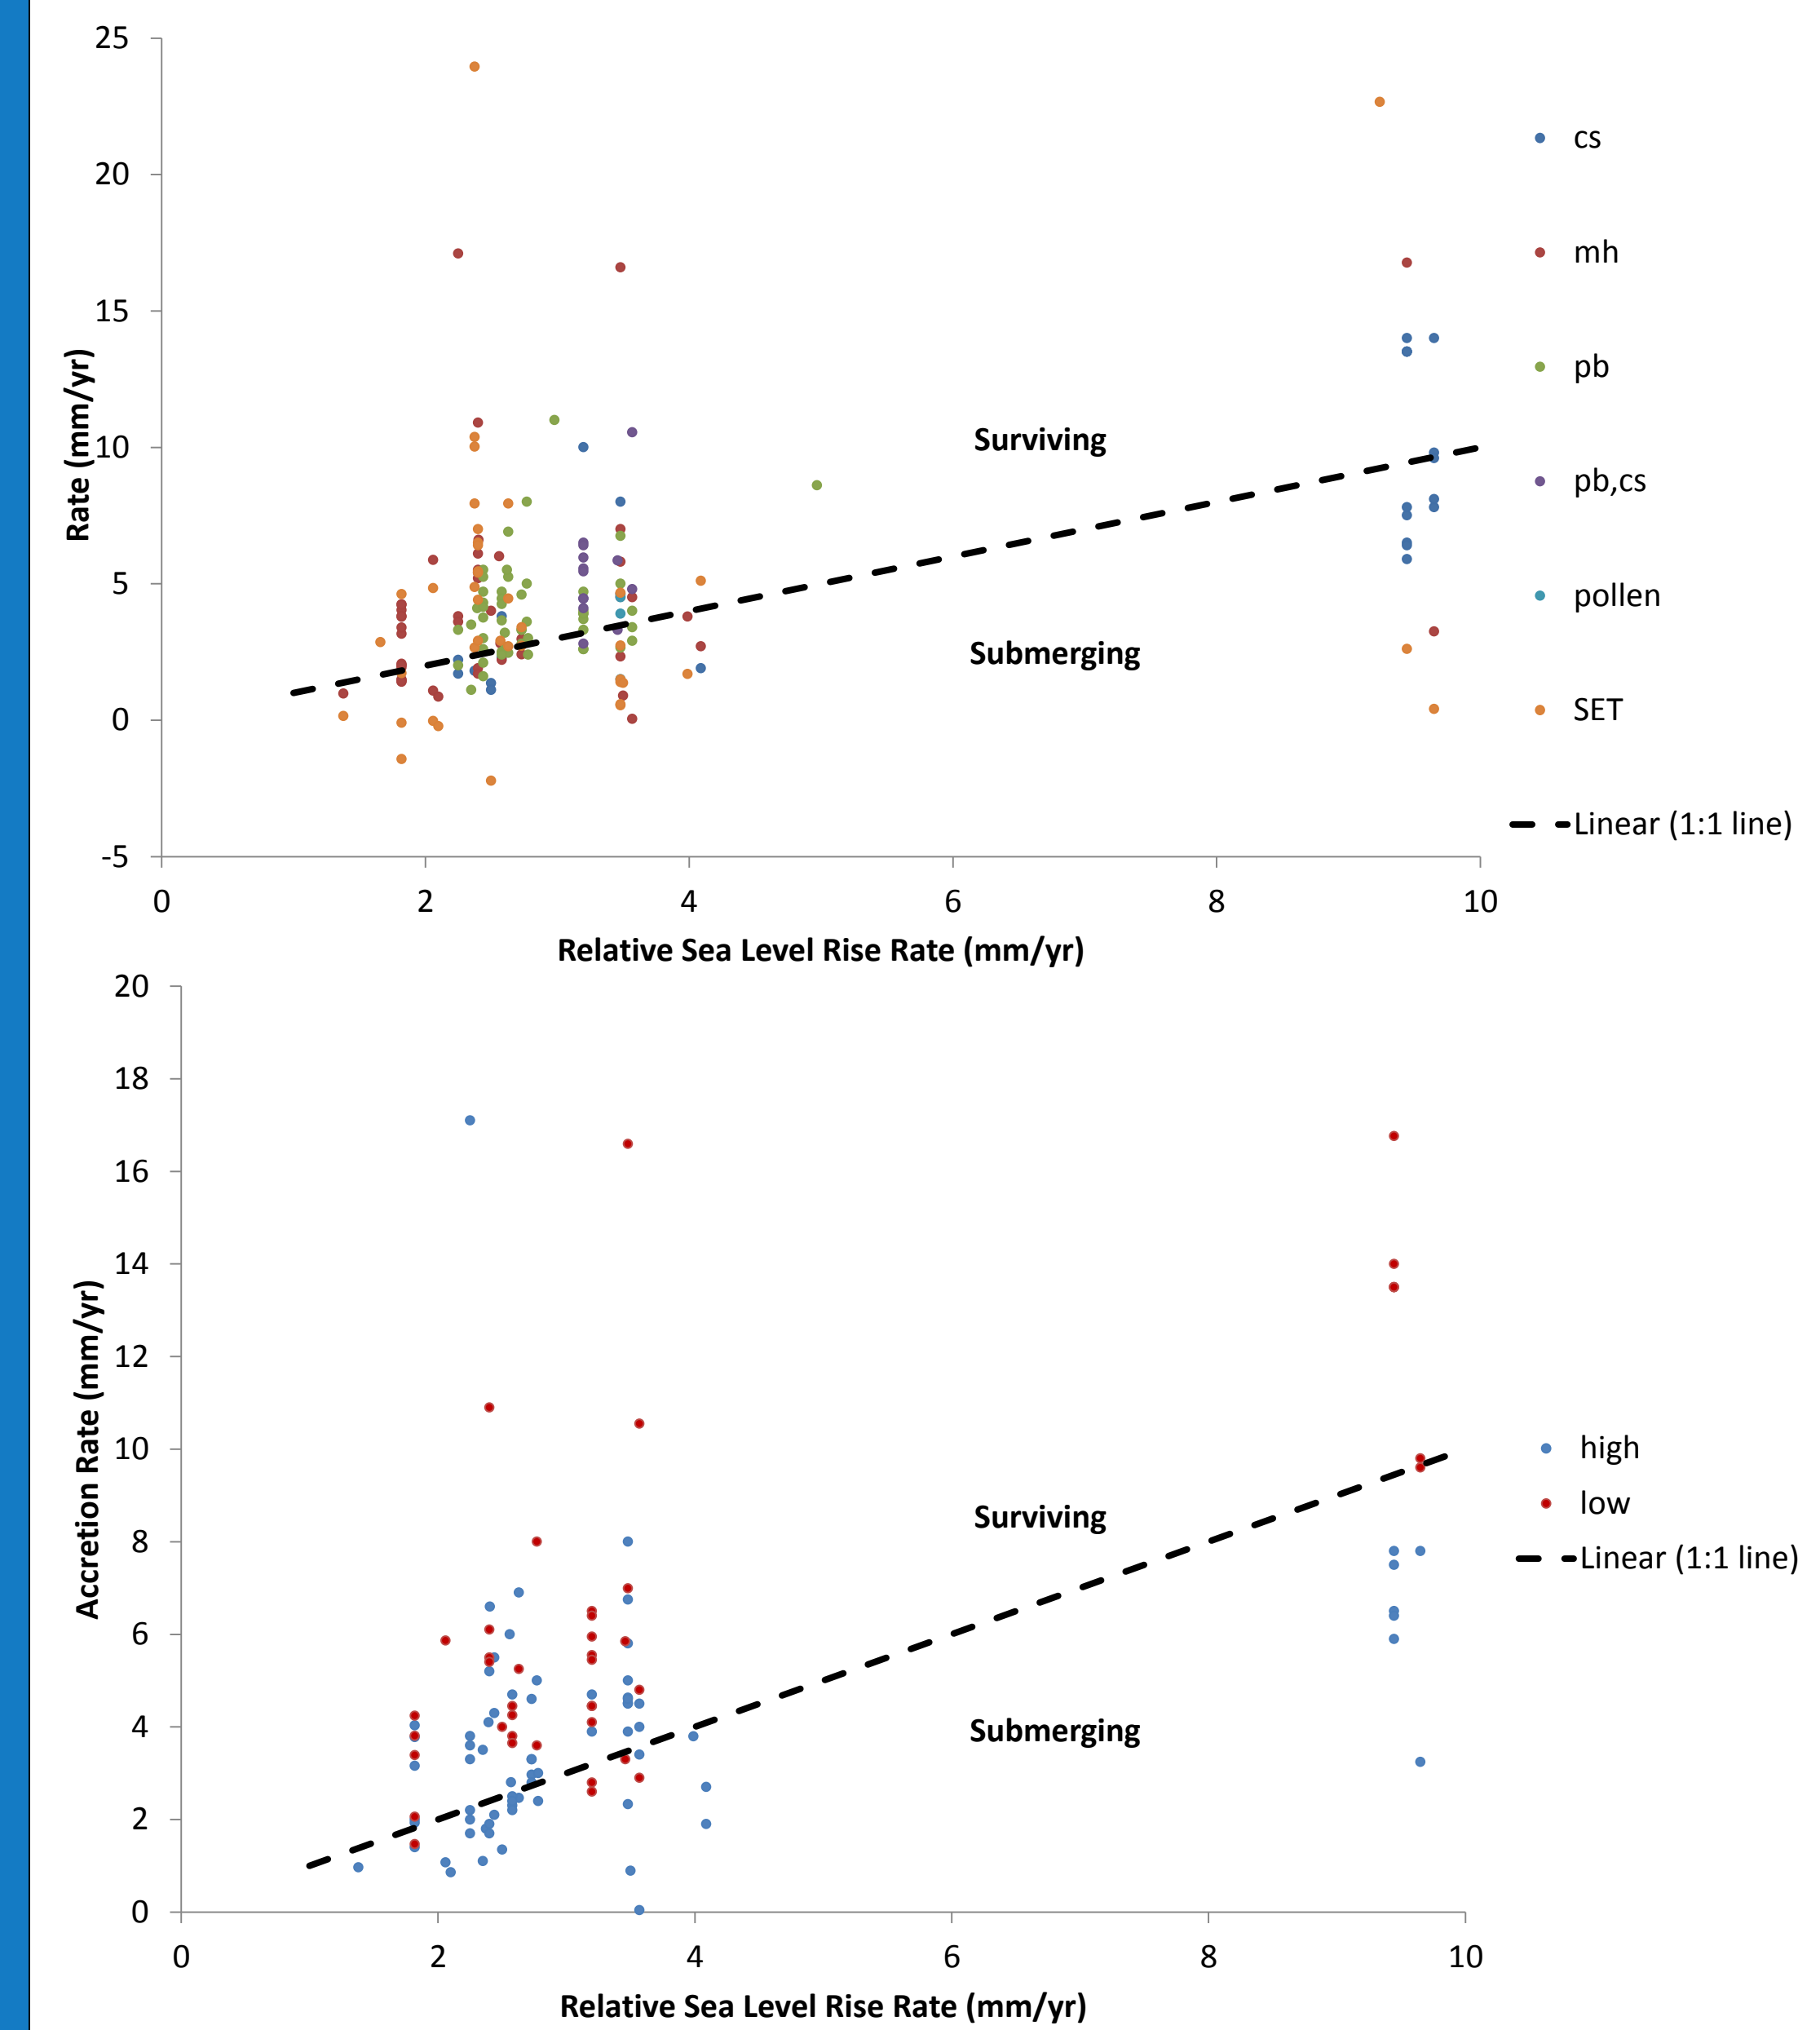 25
20
15
10
5
0
-5
Rate (mm/yr)
0 2 4 6 8 10
Relative Sea Level Rise Rate (mm/yr)
Surviving
Submerging
cs
mh
pb
pb,cs
pollen
SET
Linear (1:1 line)
20
18
16
14
12
10
8
6
4
2
0
Accretion Rate (mm/yr)
0 2 4 6 8 10
Relative Sea Level Rise Rate (mm/yr)
Surviving
Submerging
high
low
Linear (1:1 line)